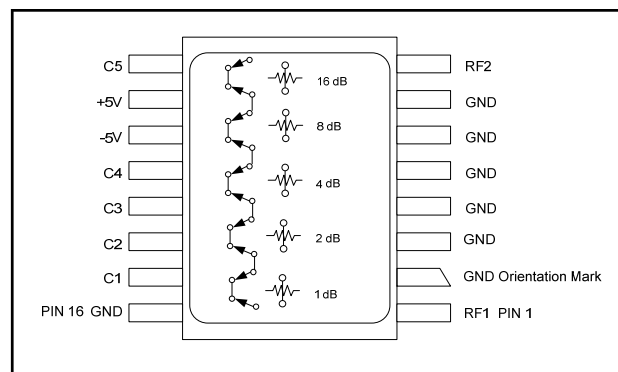 C5
+5V
-5V
C4
C3
C2
C1
PIN 16 GND
16 dB
8 dB
4 dB
2 dB
1 dB
RF2
GND
GND
GND
GND
GND
GND Orientation Mark
RF1 PIN 1